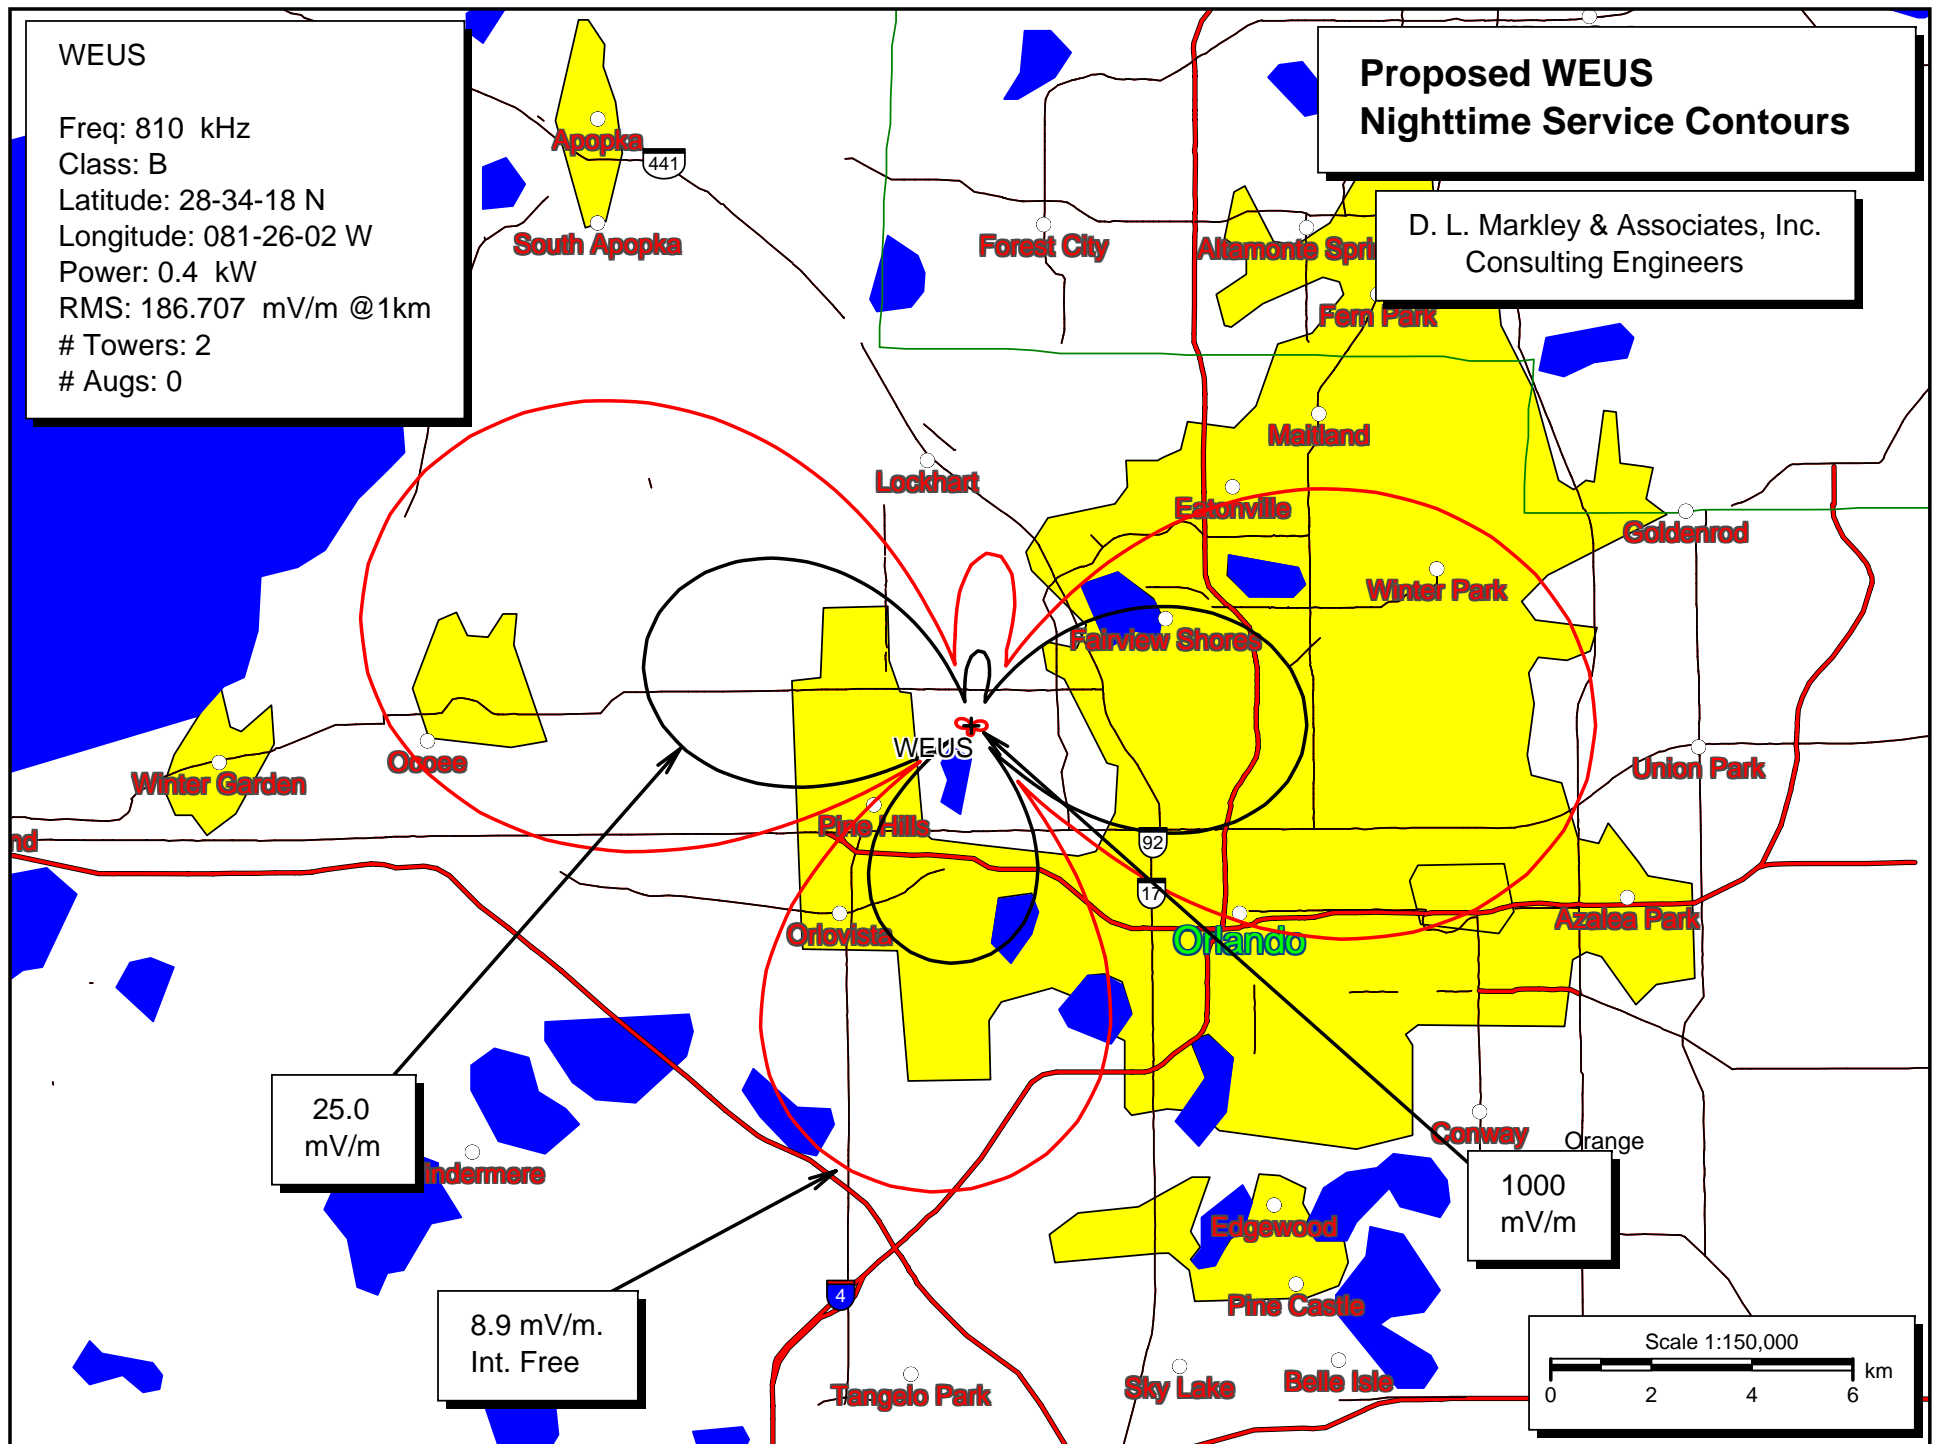 WEUS
Freq: 810 kHz
Class: B
Latitude: 28-34-18 N
Longitude: 081-26-02 W
Power: 0.4 kW
RMS: 186.707 mV/m @1km
# Towers: 2
# Augs: 0
Proposed WEUS
Nighttime Service Contours
D. L. Markley & Associates, Inc.
Consulting Engineers
Apopka
441
South Apopka
Forest City
Altamonte Spri
Fern Park
Maitland
Lockhart
Eatonville
Goldenrod
Winter Park
Fairview Shores
WEUS
Ocoee
Winter Garden
Union Park
nd
Pine Hills
92
17
Orlovista
Orlando
Azalea Park
25.0
mV/m
indermere
Conway
Orange
1000
mV/m
Edgewood
4
Pine Castle
8.9 mV/m.
Int. Free
Tangelo Park
Sky Lake
Belle Isle
Scale 1:150,000
km
0 2 4 6